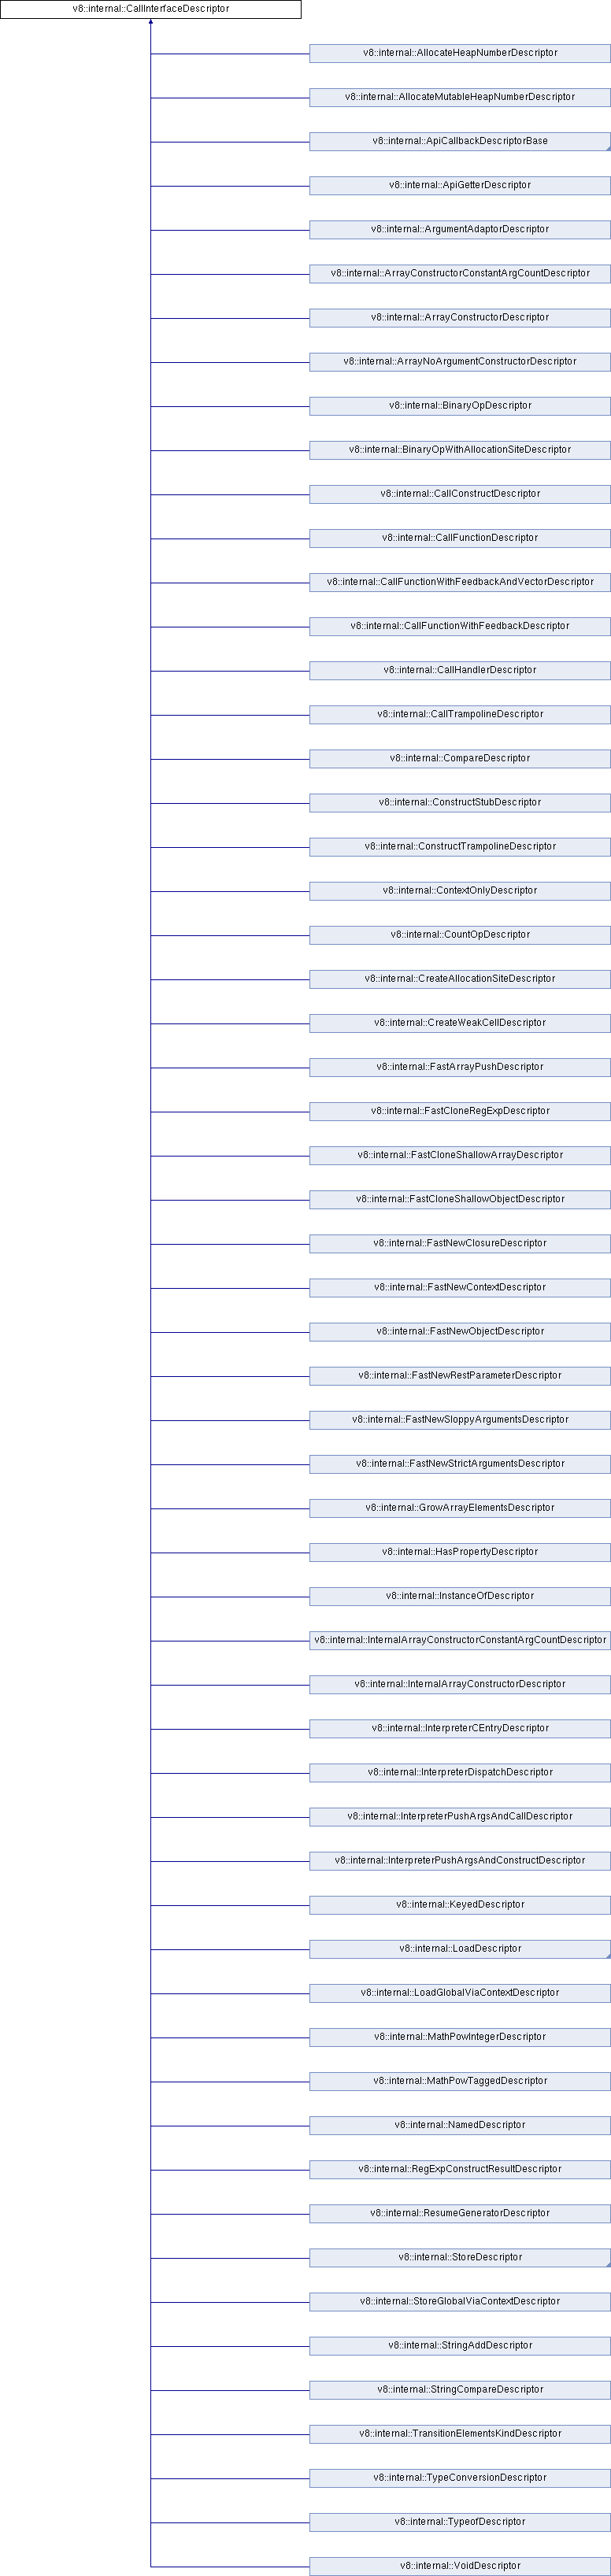 v8::internal::CallInterfaceDescriptor
v8::internal::AllocateHeapNumberDescriptor
v8::internal::AllocateMutableHeapNumberDescriptor
v8::internal::ApiCallbackDescriptorBase
v8::internal::ApiGetterDescriptor
v8::internal::ArgumentAdaptorDescriptor
v8::internal::ArrayConstructorConstantArgCountDescriptor
v8::internal::ArrayConstructorDescriptor
v8::internal::ArrayNoArgumentConstructorDescriptor
v8::internal::BinaryOpDescriptor
v8::internal::BinaryOpWithAllocationSiteDescriptor
v8::internal::CallConstructDescriptor
v8::internal::CallFunctionDescriptor
v8::internal::CallFunctionWithFeedbackAndVectorDescriptor
v8::internal::CallFunctionWithFeedbackDescriptor
v8::internal::CallHandlerDescriptor
v8::internal::CallTrampolineDescriptor
v8::internal::CompareDescriptor
v8::internal::ConstructStubDescriptor
v8::internal::ConstructTrampolineDescriptor
v8::internal::ContextOnlyDescriptor
v8::internal::CountOpDescriptor
v8::internal::CreateAllocationSiteDescriptor
v8::internal::CreateWeakCellDescriptor
v8::internal::FastArrayPushDescriptor
v8::internal::FastCloneRegExpDescriptor
v8::internal::FastCloneShallowArrayDescriptor
v8::internal::FastCloneShallowObjectDescriptor
v8::internal::FastNewClosureDescriptor
v8::internal::FastNewContextDescriptor
v8::internal::FastNewObjectDescriptor
v8::internal::FastNewRestParameterDescriptor
v8::internal::FastNewSloppyArgumentsDescriptor
v8::internal::FastNewStrictArgumentsDescriptor
v8::internal::GrowArrayElementsDescriptor
v8::internal::HasPropertyDescriptor
v8::internal::InstanceOfDescriptor
v8::internal::InternalArrayConstructorConstantArgCountDescriptor
v8::internal::InternalArrayConstructorDescriptor
v8::internal::InterpreterCEntryDescriptor
v8::internal::InterpreterDispatchDescriptor
v8::internal::InterpreterPushArgsAndCallDescriptor
v8::internal::InterpreterPushArgsAndConstructDescriptor
v8::internal::KeyedDescriptor
v8::internal::LoadDescriptor
v8::internal::LoadGlobalViaContextDescriptor
v8::internal::MathPowIntegerDescriptor
v8::internal::MathPowTaggedDescriptor
v8::internal::NamedDescriptor
v8::internal::RegExpConstructResultDescriptor
v8::internal::ResumeGeneratorDescriptor
v8::internal::StoreDescriptor
v8::internal::StoreGlobalViaContextDescriptor
v8::internal::StringAddDescriptor
v8::internal::StringCompareDescriptor
v8::internal::TransitionElementsKindDescriptor
v8::internal::TypeConversionDescriptor
v8::internal::TypeofDescriptor
v8::internal::VoidDescriptor